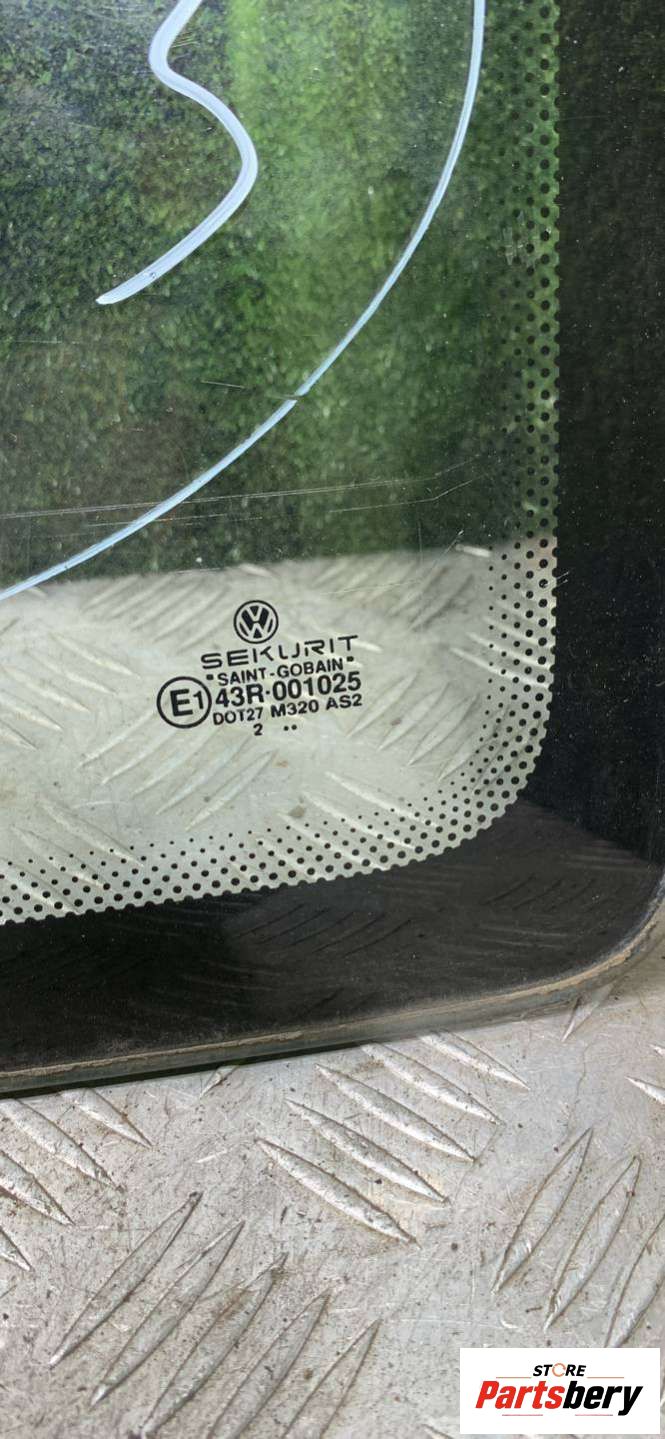 SEKURIT
"SAINT-GOBAIN"
E1 43R-001025
DOT27 M320 AS2
2 ..
STORE
Partsbery